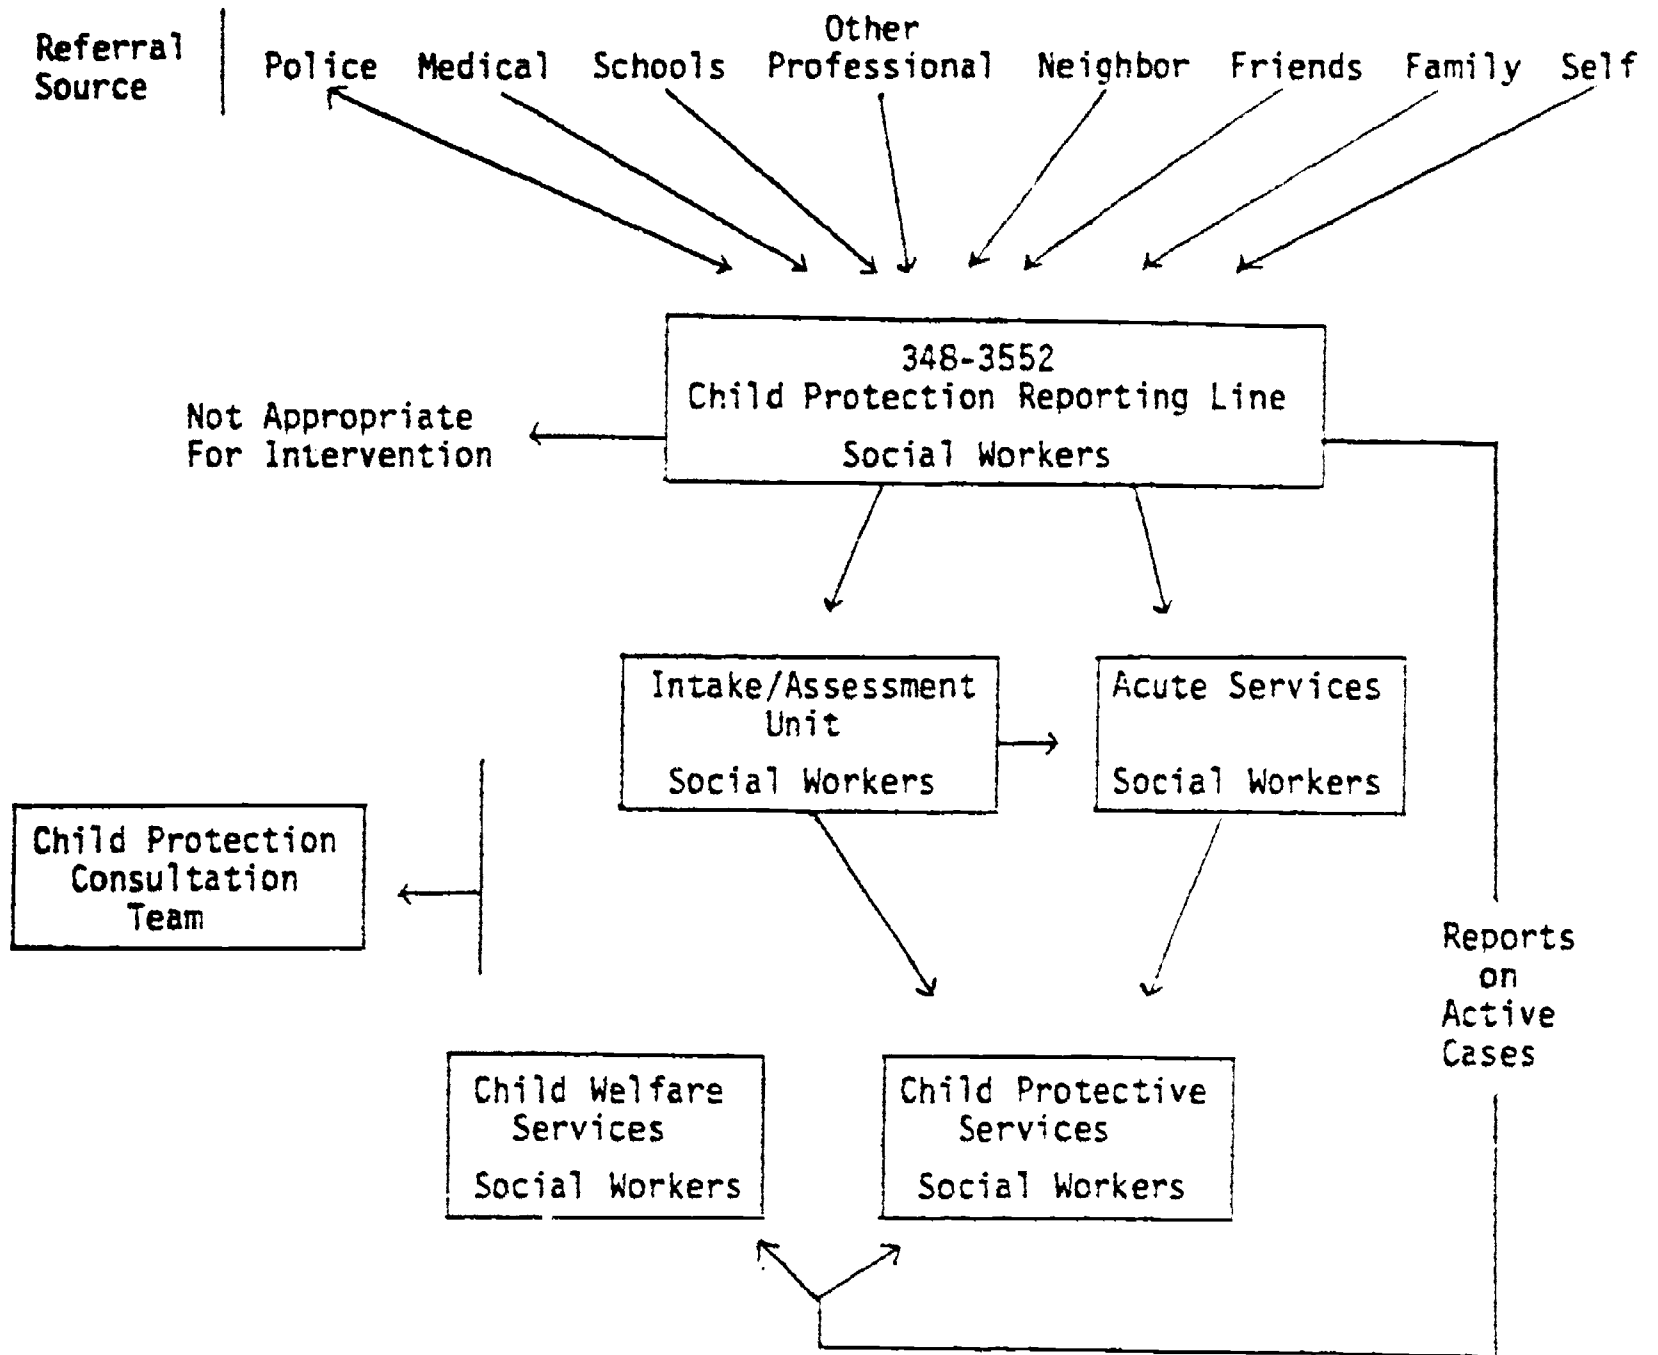 Referral
Source
Police Medical Schools Other Professional Neighbor Friends Family Self
348-3552
Child Protection Reporting Line
Social Workers
Not Appropriate
For Intervention
Intake/Assessment
Unit
Social Workers
Acute Services
Social Workers
Child Protection
Consultation
Team
Reports
on
Active
Cases
Child Welfare
Services
Social Workers
Child Protective
Services
Social Workers